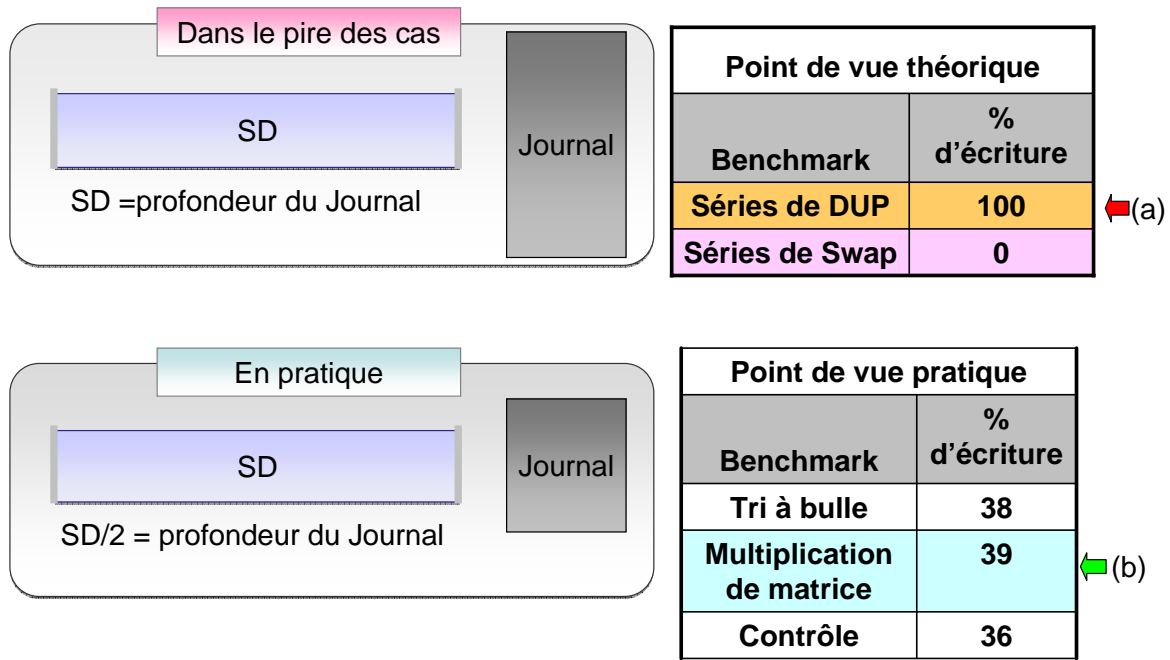 Dans le pire des cas
SD
Journal
SD =profondeur du Journal
Point de vue théorique
Benchmark
%
d'écriture
Séries de DUP 100
(a)
Séries de Swap 0
En pratique
SD
Journal
SD/2 = profondeur du Journal
Point de vue pratique
Benchmark
%
d'écriture
Tri à bulle 38
Multiplication 39
de matrice
(b)
Contrôle 36